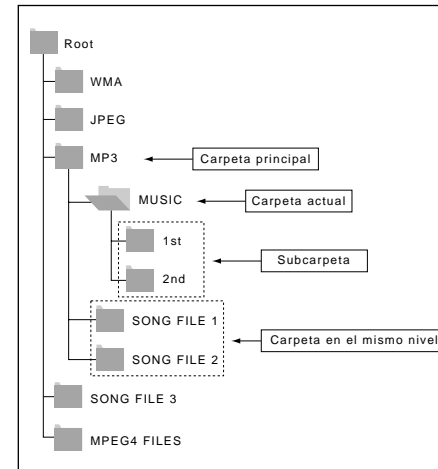 Root
WMA
JPEG
MP3
Carpeta principal
MUSIC
Carpeta actual
1st
Subcarpeta
2nd
SONG FILE 1
Carpeta en el mismo nivel
SONG FILE 2
SONG FILE 3
MPEG4 FILES